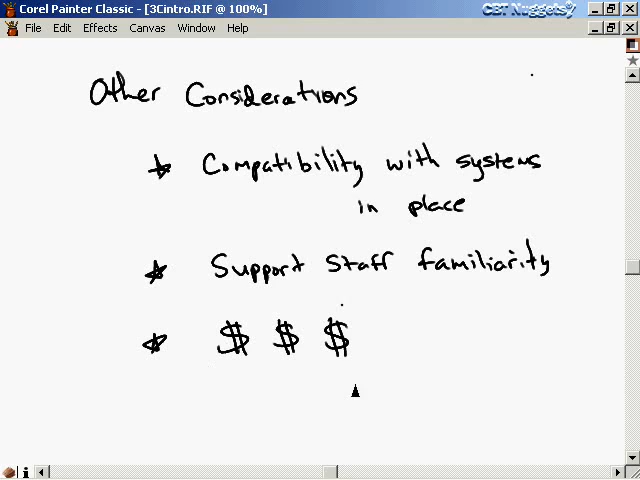 Corel Painter Classic - [3Cintro.RIF @ 100%]
CBT Nuggets
File Edit Effects Canvas Window Help
Other Considerations
Compatibility with systems
in place
Support Staff familiarity
$ $ $